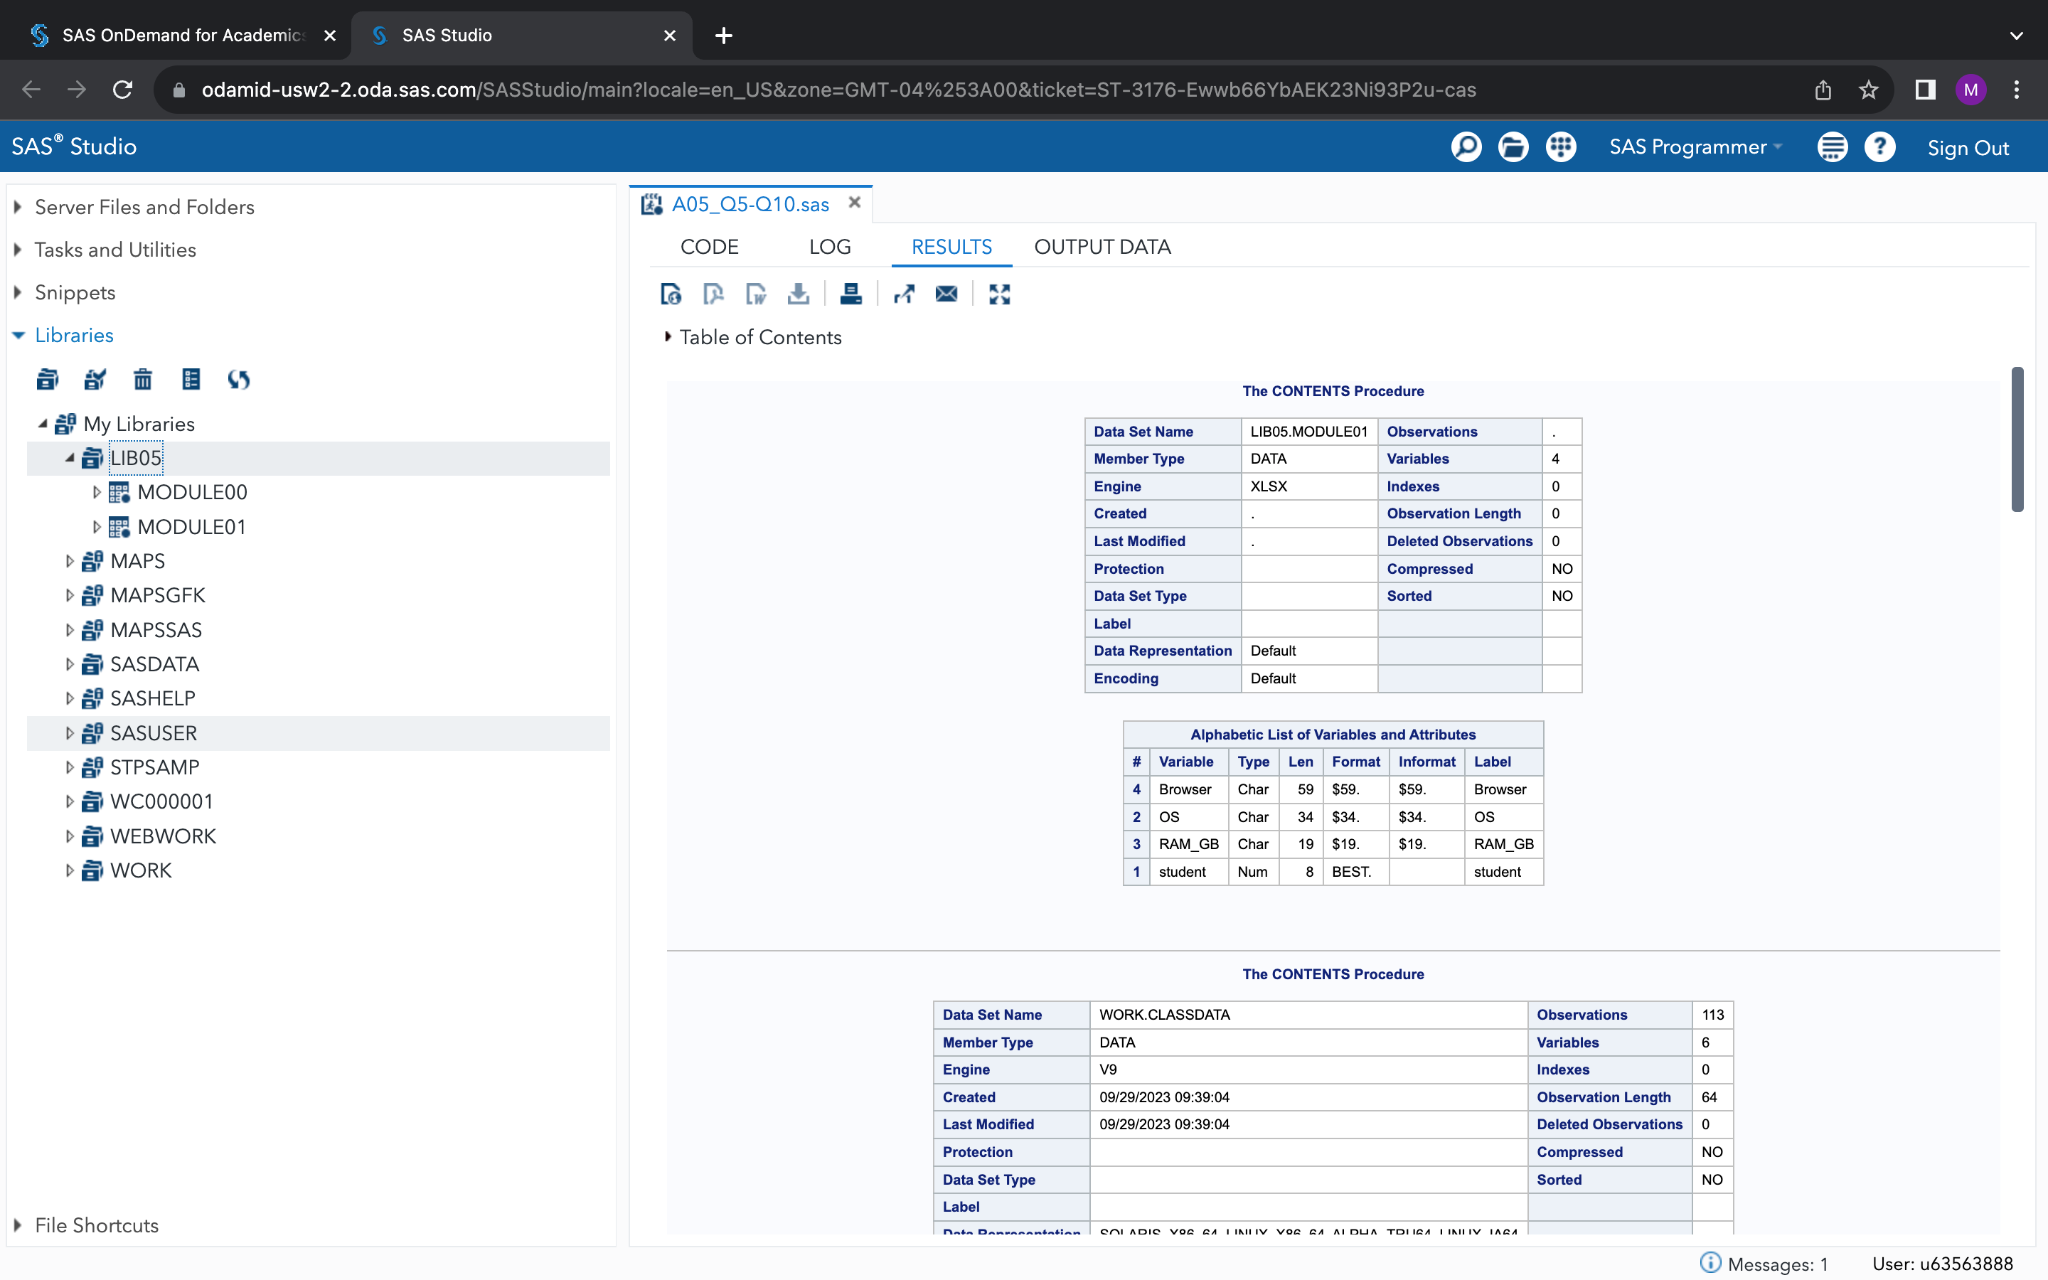 SAS OnDemand for Academic
SAS Studio
odamid-usw2-2.oda.sas.com/SASStudio/main?locale=en_US&zone=GMT-04%253A00&ticket=ST-3176-Ewwb66YbAEK23Ni93P2u-cas
M
SAS® Studio
SAS Programmer
Sign Out
Server Files and Folders
Tasks and Utilities
Snippets
Libraries
My Libraries
LIB05
MODULE00
MODULE01
MAPS
MAPSGFK
MAPSSAS
SASDATA
SASHELP
SASUSER
STPSAMP
WC000001
WEBWORK
WORK
File Shortcuts
A05_Q5-Q10.sas
CODE LOG RESULTS OUTPUT DATA
Table of Contents
The CONTENTS Procedure
Data Set Name LIB05.MODULE01 Observations .
Member Type DATA Variables 4
Engine XLSX Indexes 0
Created . Observation Length 0
Last Modified . Deleted Observations 0
Protection Compressed NO
Data Set Type Sorted NO
Label
Data Representation Default
Encoding Default
Alphabetic List of Variables and Attributes
# Variable Type Len Format Informat Label
4 Browser Char 59 $59. $59. Browser
2 OS Char 34 $34. $34. OS
3 RAM_GB Char 19 $19. $19. RAM_GB
1 student Num 8 BEST. student
The CONTENTS Procedure
Data Set Name WORK.CLASSDATA Observations 113
Member Type DATA Variables 6
Engine V9 Indexes 0
Created 09/29/2023 09:39:04 Observation Length 64
Last Modified 09/29/2023 09:39:04 Deleted Observations 0
Protection Compressed NO
Data Set Type Sorted NO
Label
Data Representation SOLARIS_X86_64, LINUX_X86_64, ALPHA_TRU64, LINUX_IA64
Messages: 1
User: u63563888